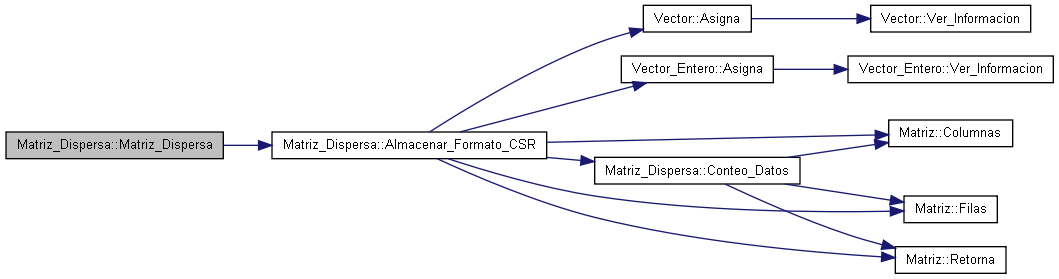 Matriz_Dispersa::Matriz_Dispersa
Matriz_Dispersa::Almacenar_Formato_CSR
Vector::Asigna
Vector::Ver_Informacion
Vector_Entero::Asigna
Vector_Entero::Ver_Informacion
Matriz::Columnas
Matriz_Dispersa::Conteo_Datos
Matriz::Filas
Matriz::Retorna